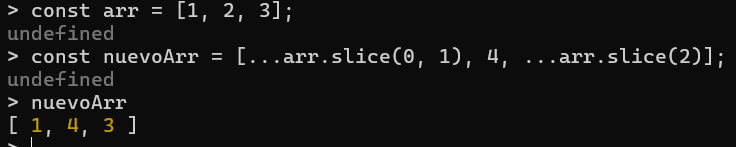 > const arr = [1, 2, 3];
undefined
> const nuevoArr = [...arr.slice(0, 1), 4, ...arr.slice(2)];
undefined
> nuevoArr
[ 1, 4, 3 ]
>